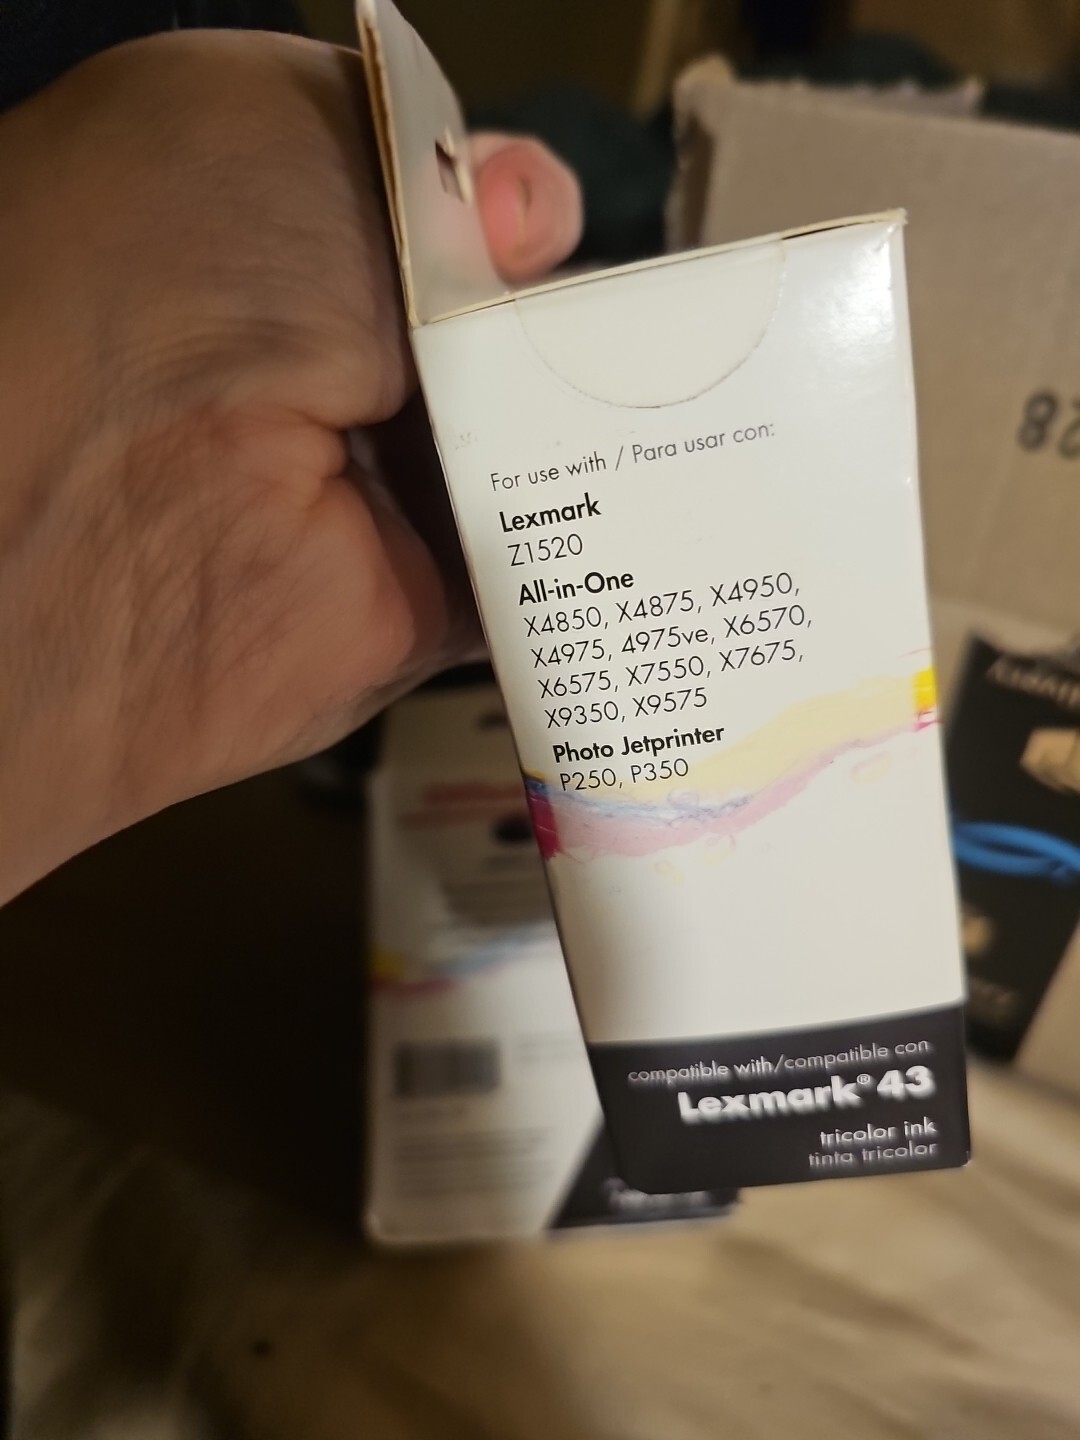 For use with / Para usar con:
Lexmark
Z1520
All-in-One
X4850, X4875, X4950,
X4975, 4975ve, X6570,
X6575, X7550, X7675,
X9350, X9575
Photo Jetprinter
P250, P350
compatible with/compatible con
Lexmark® 43
tricolor ink
tinta tricolor